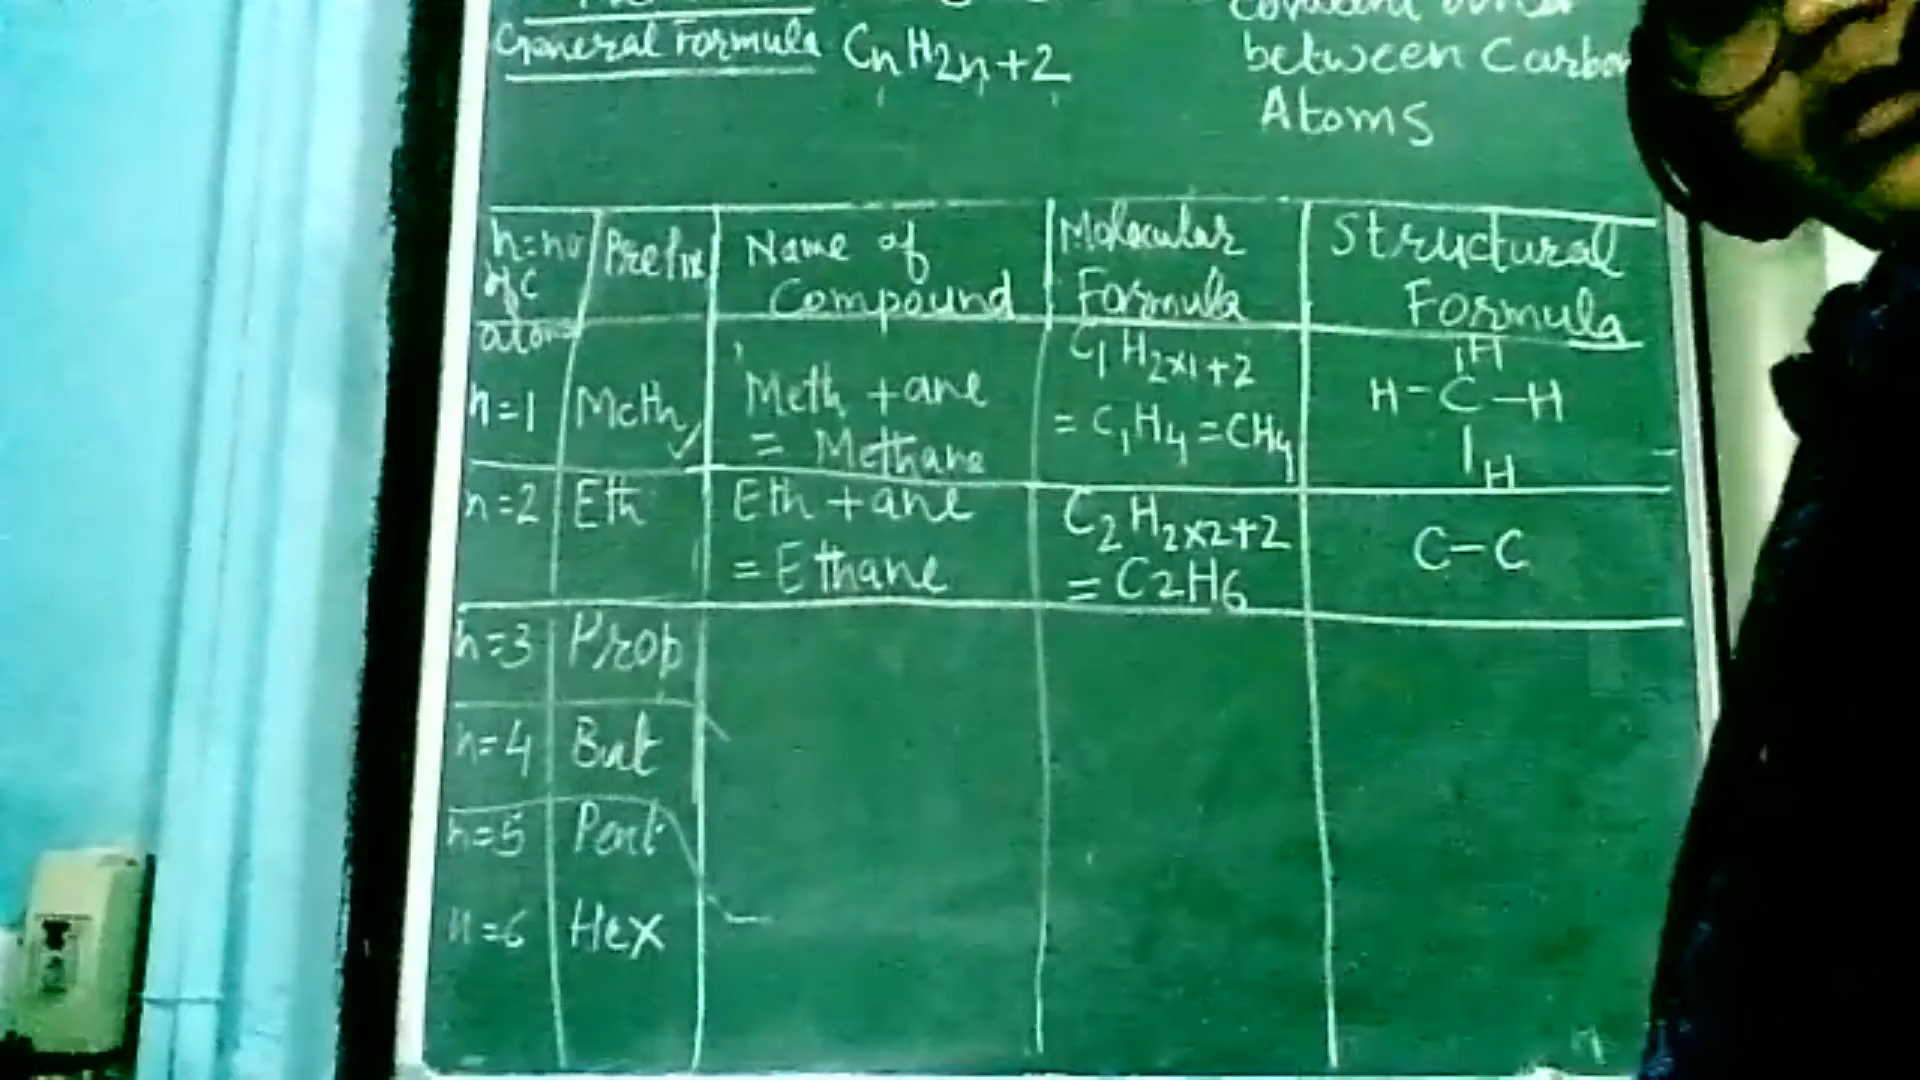 General Formula CnH2n+2
between Carbon
Atoms
n=no of C atoms Prefix Name of Compound Molecular Formula Structural Formula
n=1 Meth Meth + ane = Methane C1H2x1+2 = C1H4 = CH4
H
H-C-H
H
n=2 Eth Eth + ane = Ethane C2H2x2+2 = C2H6 C-C
n=3 Prop
n=4 But
n=5 Pent
n=6 Hex